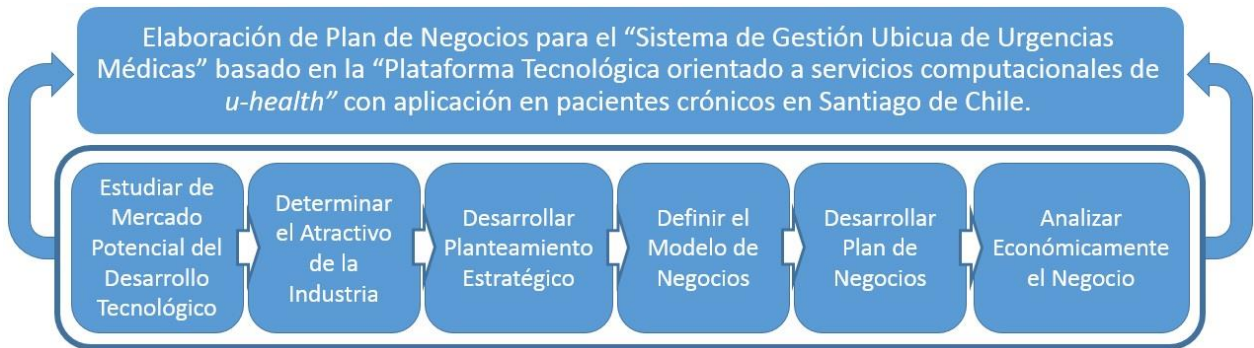 Elaboración de Plan de Negocios para el “Sistema de Gestión Ubicua de Urgencias
Médicas” basado en la “Plataforma Tecnológica orientado a servicios computacionales de
u-health” con aplicación en pacientes crónicos en Santiago de Chile.
Estudiar de
Mercado
Potencial del
Desarrollo
Tecnológico
Determinar
el Atractivo
de la
Industria
Desarrollar
Planteamiento
Estratégico
Definir el
Modelo de
Negocios
Desarrollar
Plan de
Negocios
Analizar
Económicamente
el Negocio